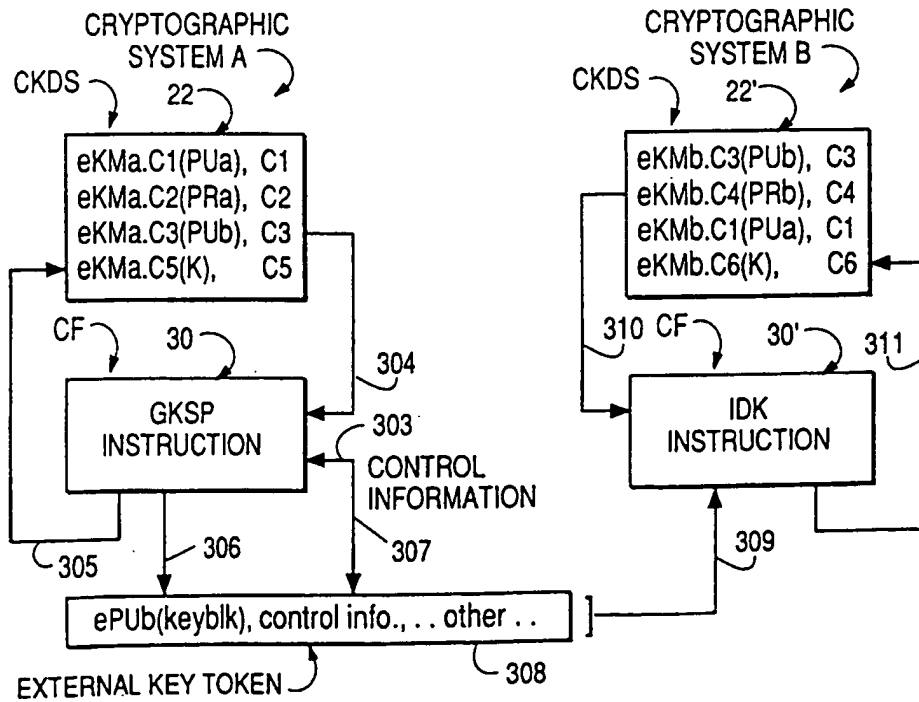 CRYPTOGRAPHIC
SYSTEM A
CKDS
22
eKMa.C1(PUa), C1
eKMa.C2(PRa), C2
eKMa.C3(PUb), C3
eKMa.C5(K), C5
CF
30
304
GKSP
INSTRUCTION
303
CONTROL
INFORMATION
305
306
307
ePUb(keyblk), control info., . . other . .
EXTERNAL KEY TOKEN
308
CRYPTOGRAPHIC
SYSTEM B
CKDS
22'
eKMb.C3(PUb), C3
eKMb.C4(PRb), C4
eKMb.C1(PUa), C1
eKMb.C6(K), C6
310
CF
30'
311
IDK
INSTRUCTION
309